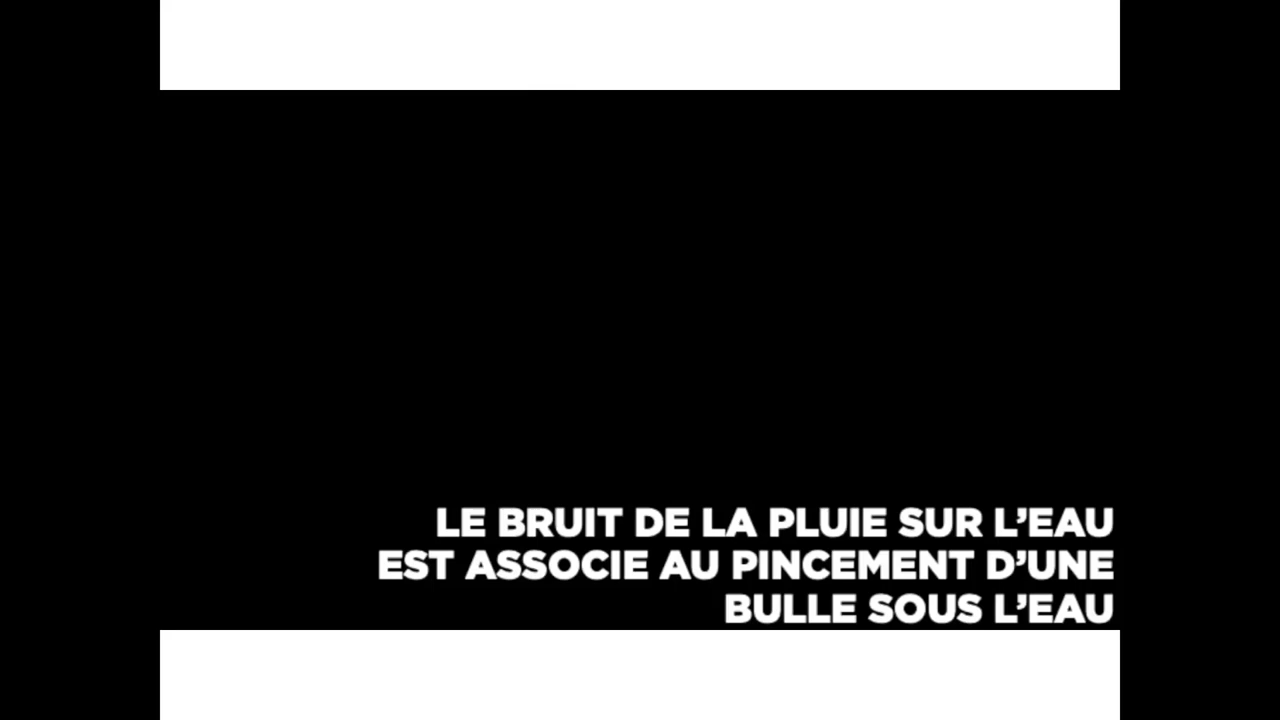 LE BRUIT DE LA PLUIE SUR L’EAU
EST ASSOCIE AU PINCEMENT D’UNE
BULLE SOUS L’EAU